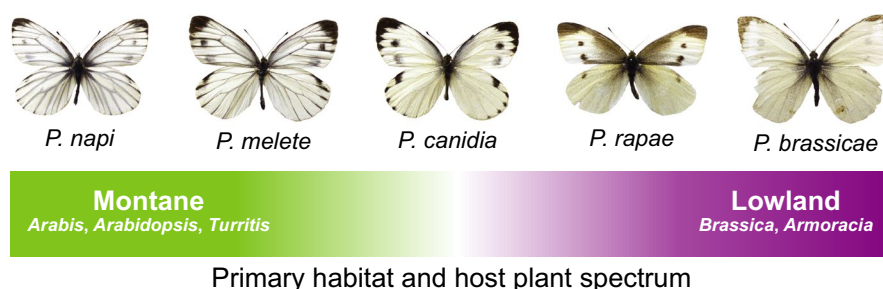 P. napi P. melete P. canidia P. rapae P. brassicae
Montane Lowland
Arabis, Arabidopsis, Turritis Brassica, Armoracia
Primary habitat and host plant spectrum